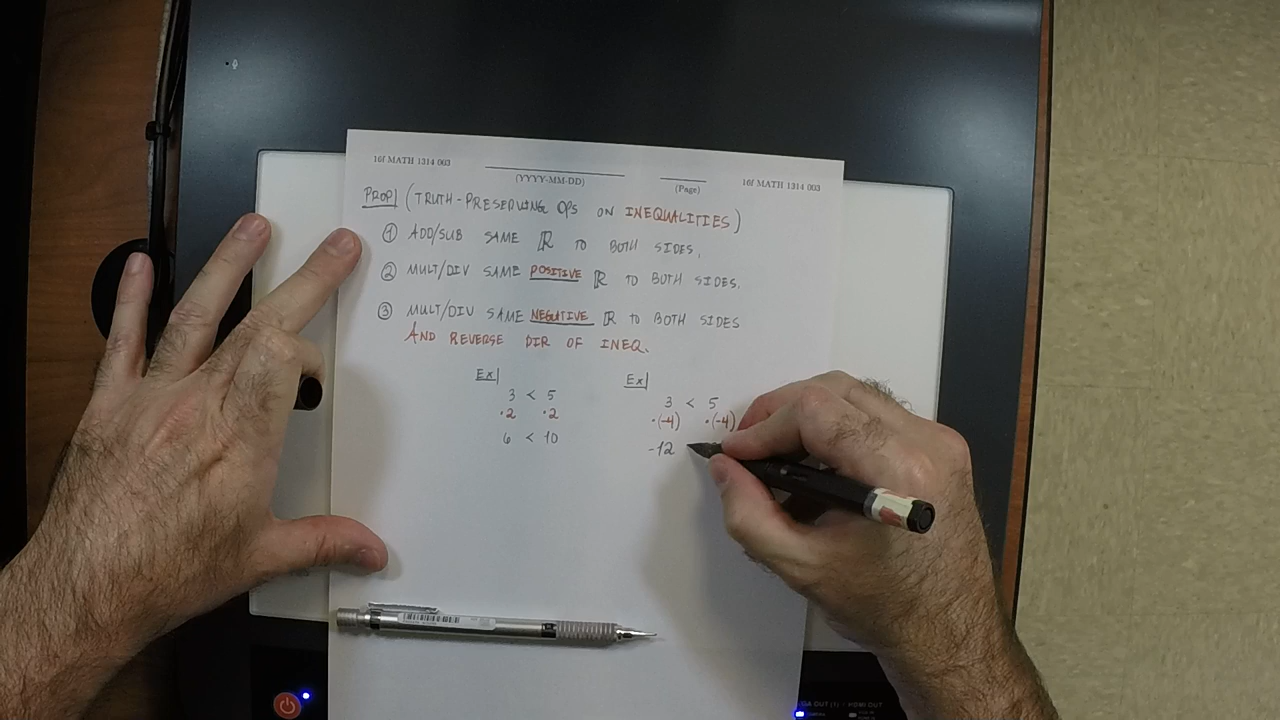 16f MATH 1314 003
(YYYY-MM-DD)
(Page)
16f MATH 1314 003
PROP (TRUTH-PRESERVING OPS ON INEQUALITIES)
① ADD/SUB SAME ℝ TO BOTH SIDES.
② MULT/DIV SAME POSITIVE ℝ TO BOTH SIDES.
③ MULT/DIV SAME NEGATIVE ℝ TO BOTH SIDES
AND REVERSE DIR OF INEQ.
Ex
3 < 5
·2 ·2
6 < 10
Ex
3 < 5
·(-4) ·(-4)
-12